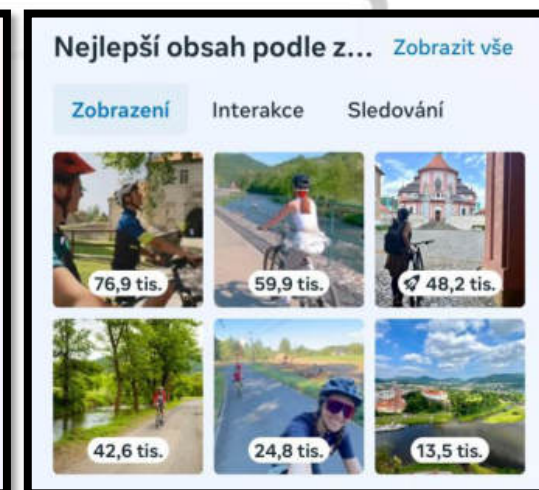 Nejlepší obsah podle z... Zobrazit vše
Zobrazení Interakce Sledování
76,9 tis. 59,9 tis. 48,2 tis.
42,6 tis. 24,8 tis. 13,5 tis.